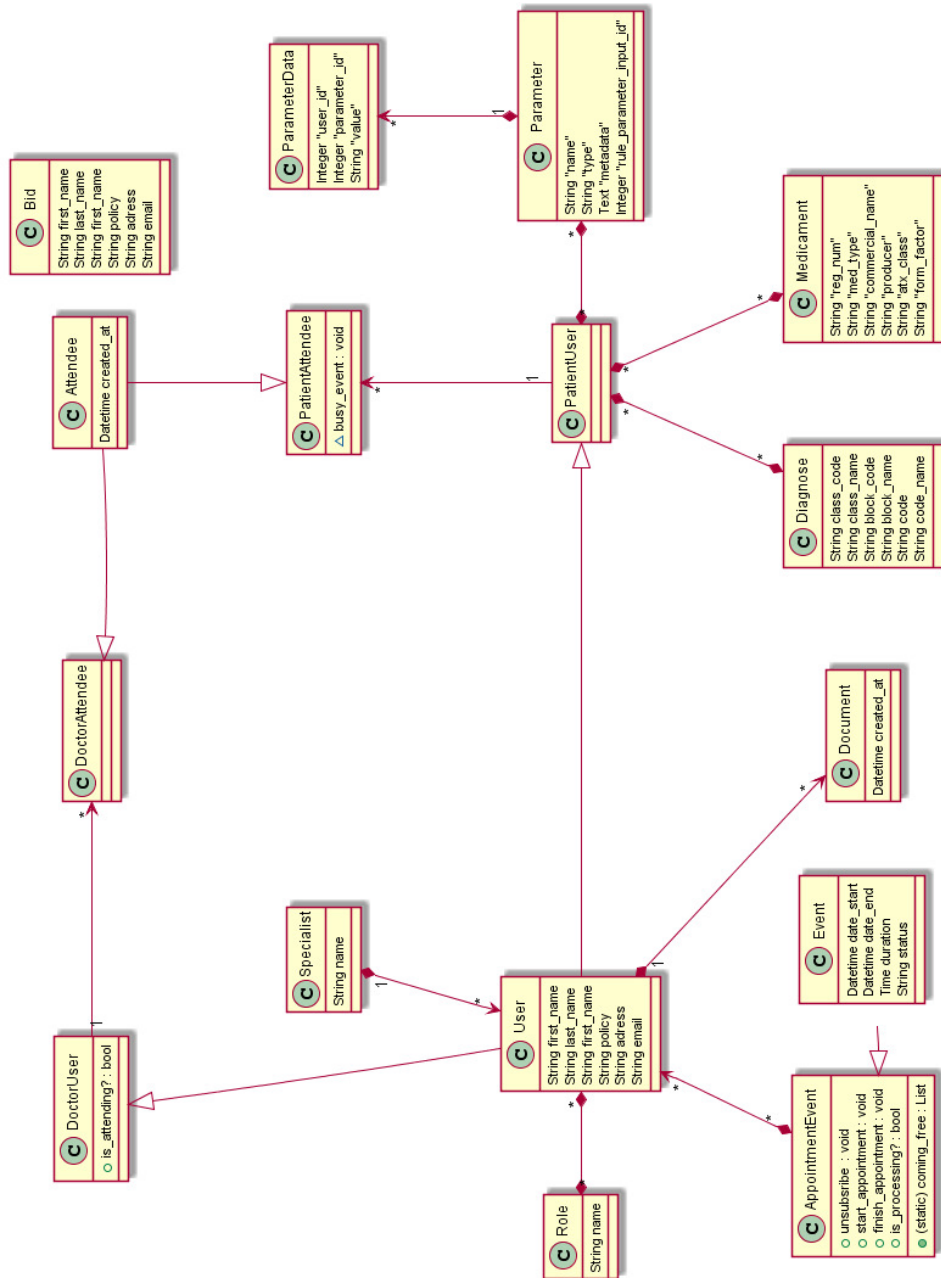 C Bid
String first_name
String last_name
String first_name
String policy
String adress
String email
C ParameterData
Integer "user_id"
Integer "parameter_id"
String "value"
*
1
C Parameter
String "name"
String "type"
Text "metadata"
Integer "rule_parameter_input_id"
*
*
C Attendee
Datetime created_at
C PatientAttendee
busy_event : void
*
1
C PatientUser
*
*
C Medicament
String "reg_num"
String "med_type"
String "commercial_name"
String "producer"
String "atx_class"
String "form_factor"
*
*
C Diagnose
String class_code
String class_name
String block_code
String block_name
String code
String code_name
C DoctorAttendee
*
1
C DoctorUser
is_attending? : bool
C Specialist
String name
1
*
C User
String first_name
String last_name
String first_name
String policy
String adress
String email
1
*
C Document
Datetime created_at
*
*
C Role
String name
*
*
C Event
Datetime date_start
Datetime date_end
Time duration
String status
C AppointmentEvent
unsubsribe : void
start_appointment : void
finish_appointment : void
is_processing? : bool
(static) coming_free : List